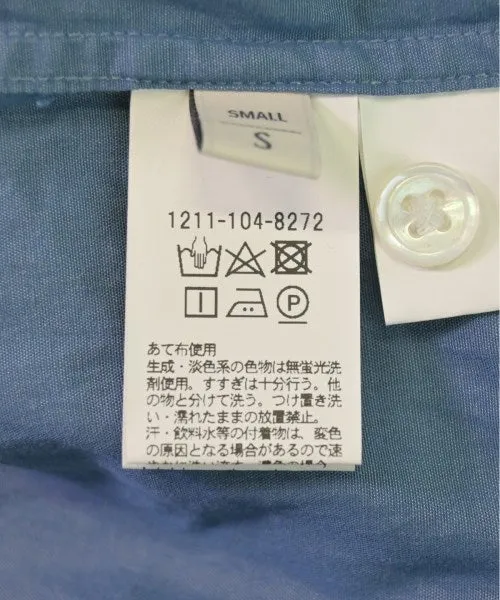 SMALL
S
1211-104-8272
P
あて布使用
生成・淡色系の色物は無蛍光洗
剤使用。すすぎは十分行う。他
の物と分けて洗う。つけ置き洗
い・濡れたままの放置禁止。
汗・飲料水等の付着物は、変色
の原因となる場合があるので速